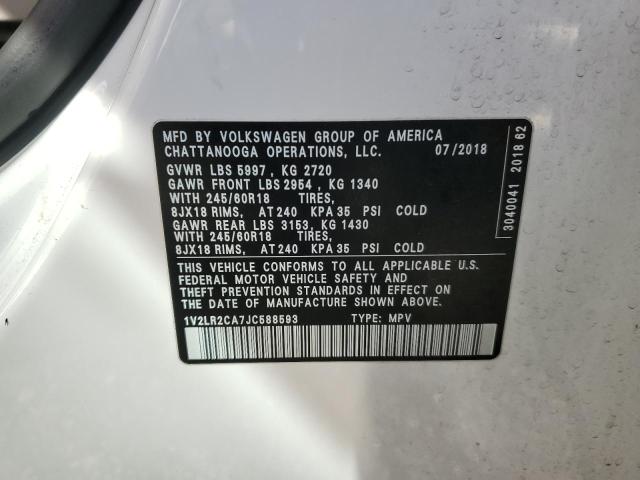 MFD BY VOLKSWAGEN GROUP OF AMERICA
CHATTANOOGA OPERATIONS, LLC. 07/2018
GVWR LBS 5997, KG 2720
GAWR FRONT LBS 2954, KG 1340
WITH 245/60R18 TIRES,
8JX18 RIMS, AT 240 KPA 35 PSI COLD
GAWR REAR LBS 3153, KG 1430
WITH 245/60R18 TIRES,
8JX18 RIMS, AT 240 KPA 35 PSI COLD
THIS VEHICLE CONFORMS TO ALL APPLICABLE U.S.
FEDERAL MOTOR VEHICLE SAFETY, BUMPER, AND
THEFT PREVENTION STANDARDS IN EFFECT ON
THE DATE OF MANUFACTURE SHOWN ABOVE.
1V2LR2CA7JC588593 TYPE: MPV
3040041 2018 62